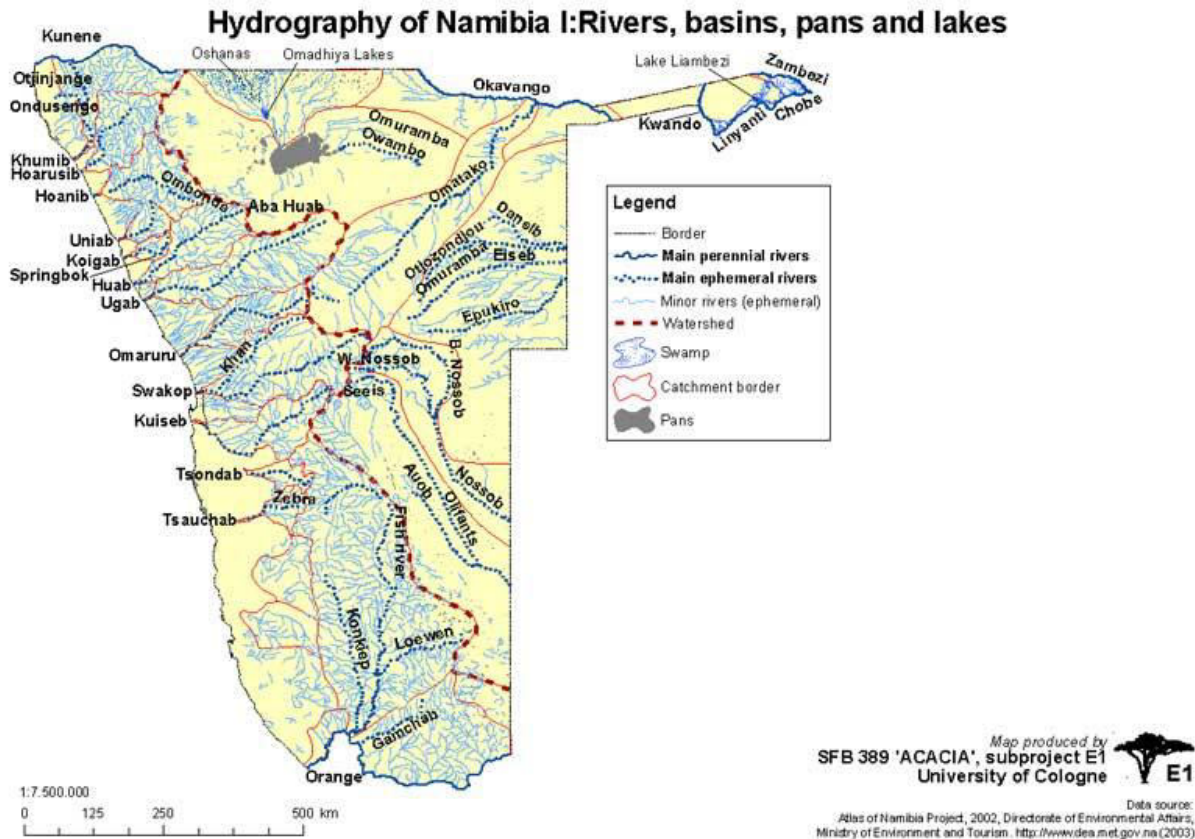 Hydrography of Namibia I:Rivers, basins, pans and lakes
Kunene
Oshanas
Omadhiya Lakes
Lake Liambezi
Zambezi
Otjinjange
Okavango
Ondusengo
Chobe
Kwando
Linyanti
Omuramba
Owambo
Khumib
Hoarusib
Hoanib
Ombonde
Omatako
Aba Huab
Dansib
Uniab
Otjozondjou
Koigab
Omuramba
Eiseb
Springbok
Huab
Ugab
Epukiro
Omaruru
Khan
W. Nossob
B. Nossob
Swakop
Seeis
Kuiseb
Tsondab
Auob
Nossob
Zebra
Olifants
Tsauchab
Fish river
Konkiep
Loewen
Gamchab
Orange
Legend
Border
Main perennial rivers
Main ephemeral rivers
Minor rivers (ephemeral)
Watershed
Swamp
Catchment border
Pans
1:7.500.000
0 125 250 500 km
Map produced by
SFB 389 'ACACIA', subproject E1
University of Cologne
E1
Data source:
Atlas of Namibia Project, 2002, Directorate of Environmental Affairs,
Ministry of Environment and Tourism. http://www.dea.met.gov.na(2003)